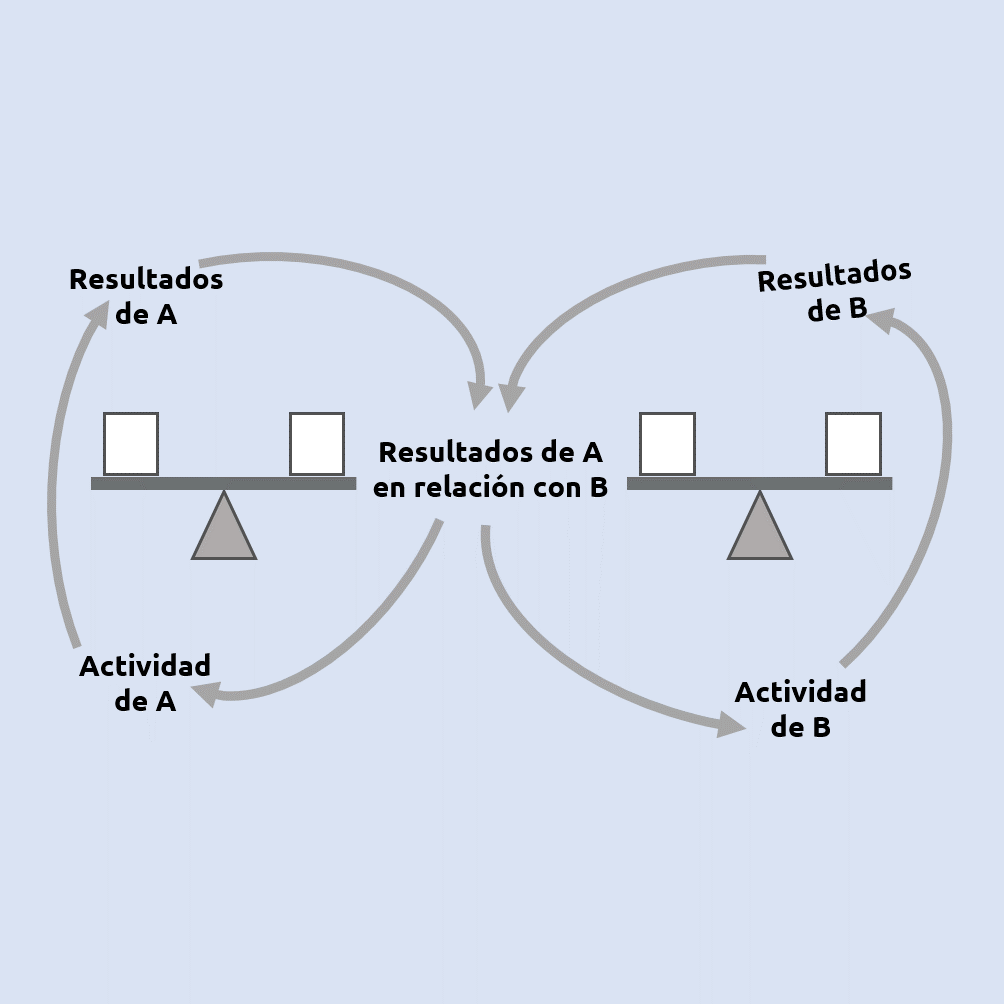 Resultados
de A
Resultados
de B
Resultados de A
en relación con B
Actividad
de A
Actividad
de B